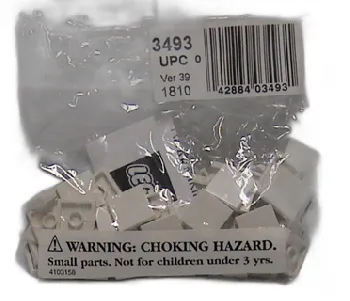 3493
UPC 0
Ver 39
1810
42884 03493
LE
⚠ WARNING: CHOKING HAZARD.
Small parts. Not for children under 3 yrs.
4100158